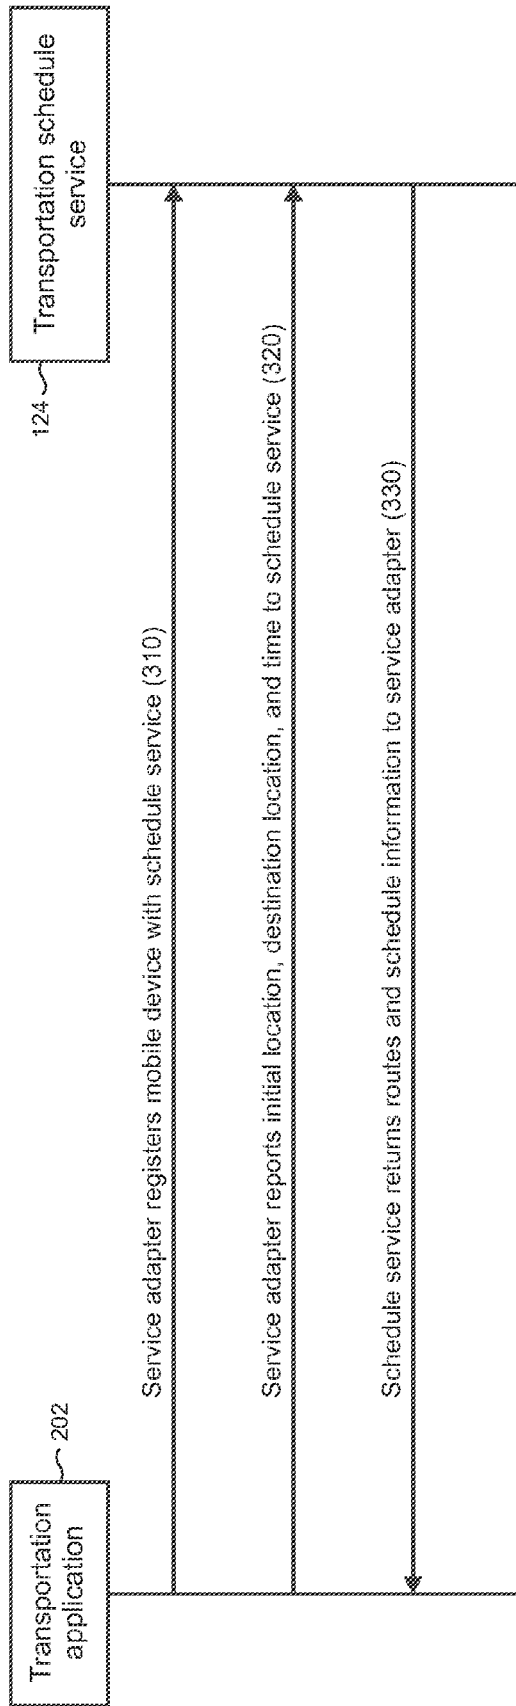 Transportation
application
202
Transportation schedule
service
124
Service adapter registers mobile device with schedule service (310)
Service adapter reports initial location, destination location, and time to schedule service (320)
Schedule service returns routes and schedule information to service adapter (330)